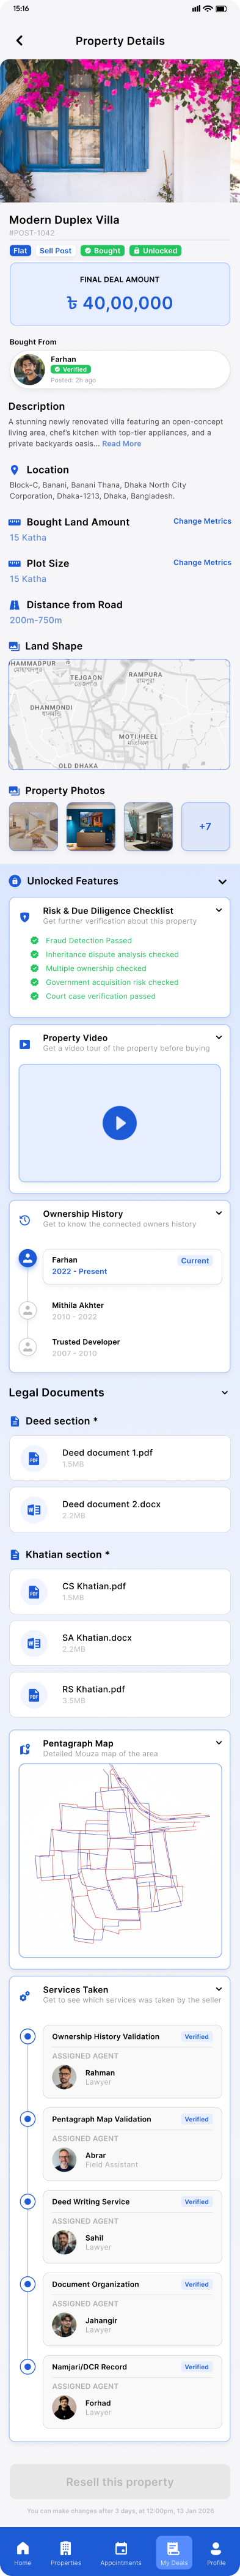 15:16
Property Details
Modern Duplex Villa
#POST-1042
Flat
Sell Post
Bought
Unlocked
FINAL DEAL AMOUNT
৳ 40,00,000
Bought From
Farhan
Verified
Posted: 2h ago
Description
A stunning newly renovated villa featuring an open-concept
living area, chef's kitchen with top-tier appliances, and a
private backyards oasis... Read More
Location
Block-C, Banani, Banani Thana, Dhaka North City
Corporation, Dhaka-1213, Dhaka, Bangladesh.
Bought Land Amount
Change Metrics
15 Katha
Plot Size
Change Metrics
15 Katha
Distance from Road
200m-750m
Land Shape
HAMMADPUR
TEJGAON
RAMPURA
DHANMONDI
MOTIJHEEL
OLD DHAKA
Property Photos
+7
Unlocked Features
Risk & Due Diligence Checklist
Get further verification about this property
Fraud Detection Passed
Inheritance dispute analysis checked
Multiple ownership checked
Government acquisition risk checked
Court case verification passed
Property Video
Get a video tour of the property before buying
Ownership History
Get to know the connected owners history
Farhan
Current
2022 - Present
Mithila Akhter
2010 - 2022
Trusted Developer
2007 - 2010
Legal Documents
Deed section *
PDF
Deed document 1.pdf
1.5MB
Deed document 2.docx
2.2MB
Khatian section *
PDF
CS Khatian.pdf
1.5MB
SA Khatian.docx
2.2MB
PDF
RS Khatian.pdf
3.5MB
Pentagraph Map
Detailed Mouza map of the area
Services Taken
Get to see which services was taken by the seller
Ownership History Validation
Verified
ASSIGNED AGENT
Rahman
Lawyer
Pentagraph Map Validation
Verified
ASSIGNED AGENT
Abrar
Field Assistant
Deed Writing Service
Verified
ASSIGNED AGENT
Sahil
Lawyer
Document Organization
Verified
ASSIGNED AGENT
Jahangir
Lawyer
Namjari/DCR Record
Verified
ASSIGNED AGENT
Forhad
Lawyer
Resell this property
You can make changes after 3 days, at 12:00pm, 13 Jan 2026
Home
Properties
Appointments
My Deals
Profile